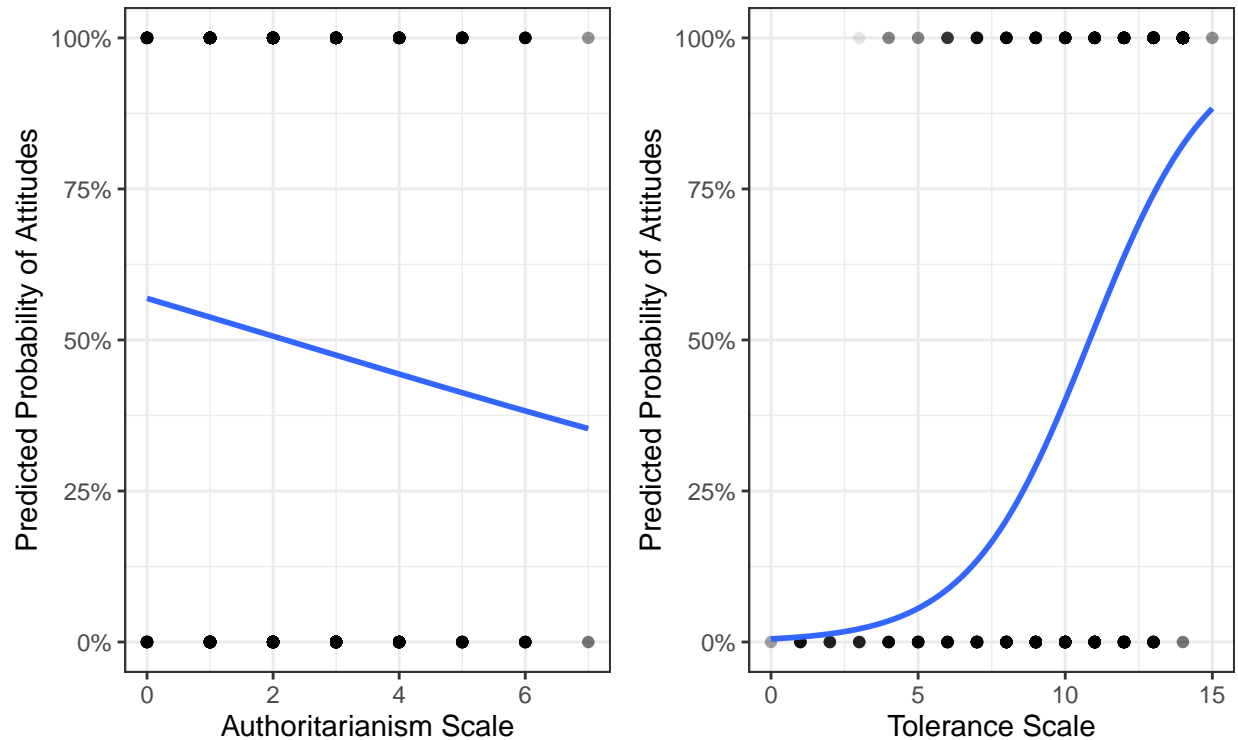 Predicted Probability of Attitudes
100%
75%
50%
25%
0%
0 2 4 6
Authoritarianism Scale
Predicted Probability of Attitudes
100%
75%
50%
25%
0%
0 5 10 15
Tolerance Scale